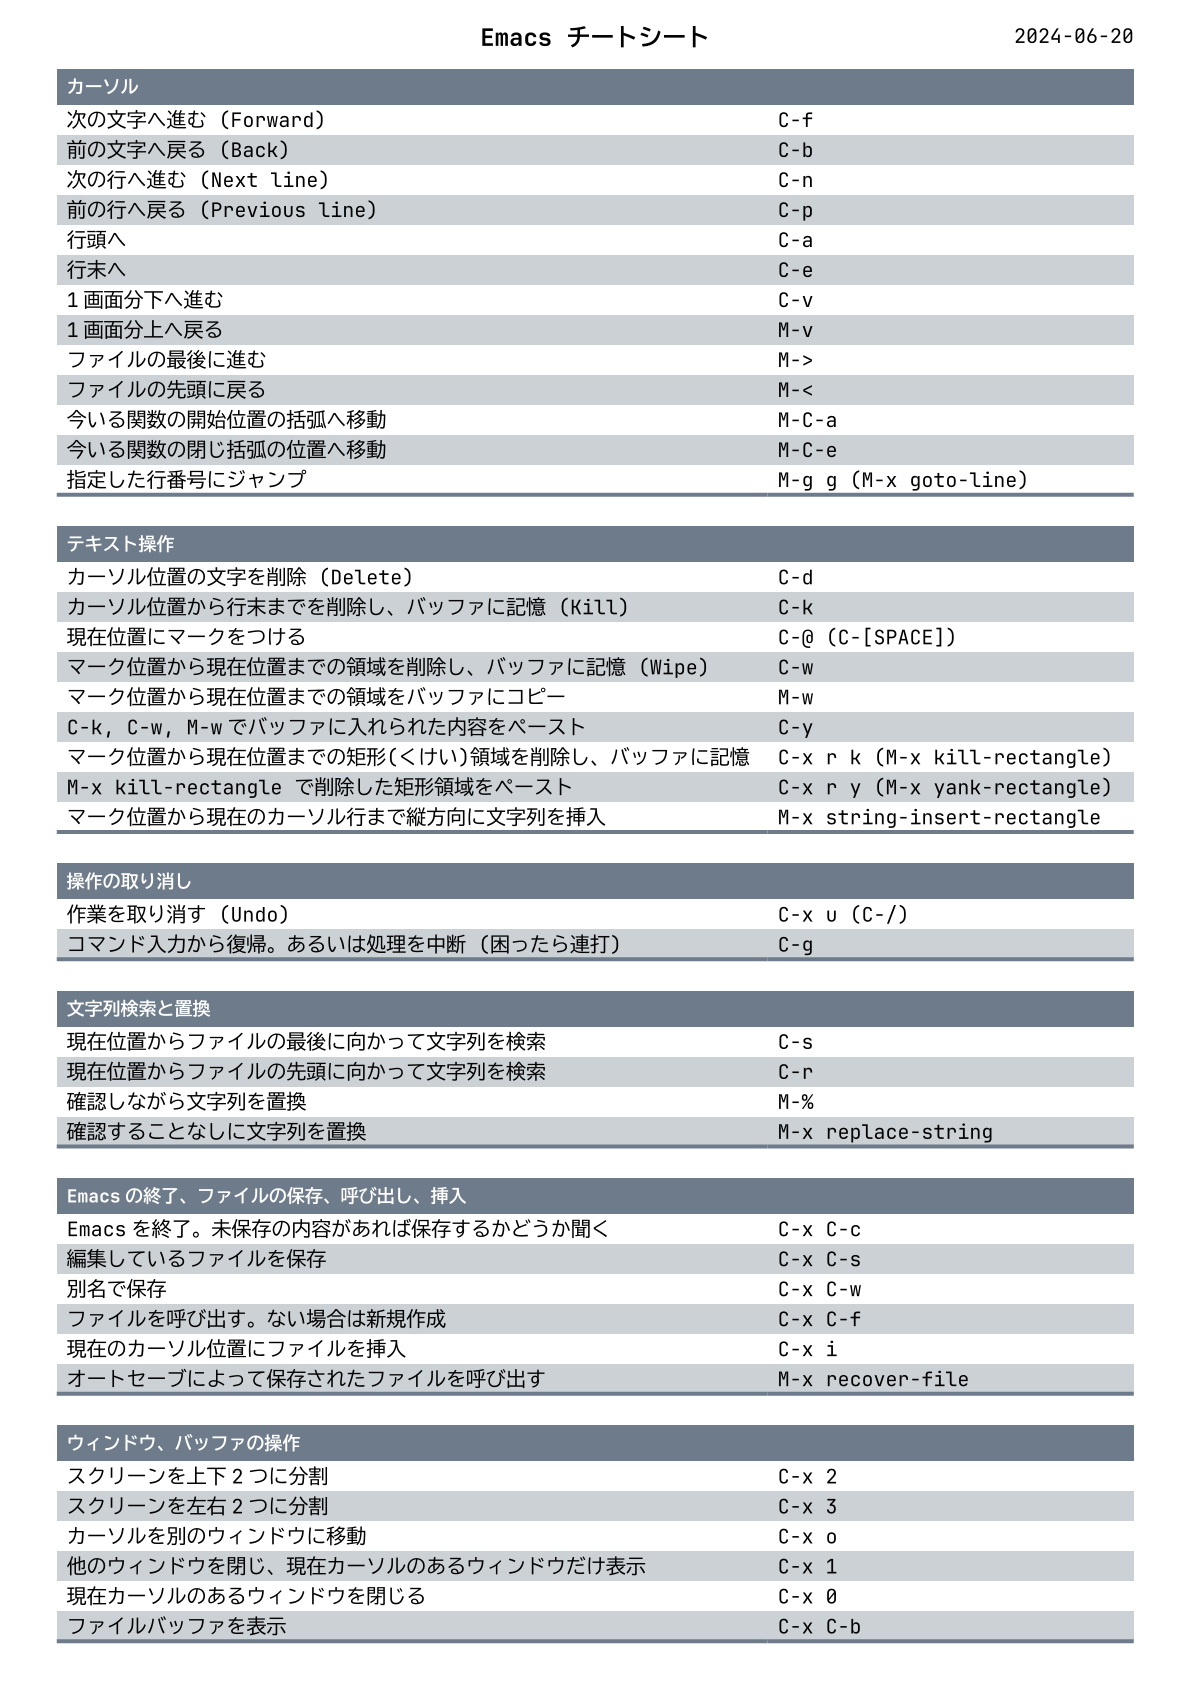 Emacs チートシート 2024-06-20
カーソル
次の文字へ進む (Forward) C-f
前の文字へ戻る (Back) C-b
次の行へ進む (Next line) C-n
前の行へ戻る (Previous line) C-p
行頭へ C-a
行末へ C-e
1 画面分下へ進む C-v
1 画面分上へ戻る M-v
ファイルの最後に進む M->
ファイルの先頭に戻る M-<
今いる関数の開始位置の括弧へ移動 M-C-a
今いる関数の閉じ括弧の位置へ移動 M-C-e
指定した行番号にジャンプ M-g g (M-x goto-line)
テキスト操作
カーソル位置の文字を削除 (Delete) C-d
カーソル位置から行末までを削除し、バッファに記憶 (Kill) C-k
現在位置にマークをつける C-@ (C-[SPACE])
マーク位置から現在位置までの領域を削除し、バッファに記憶 (Wipe) C-w
マーク位置から現在位置までの領域をバッファにコピー M-w
C-k, C-w, M-w でバッファに入れられた内容をペースト C-y
マーク位置から現在位置までの矩形(くけい)領域を削除し、バッファに記憶 C-x r k (M-x kill-rectangle)
M-x kill-rectangle で削除した矩形領域をペースト C-x r y (M-x yank-rectangle)
マーク位置から現在のカーソル行まで縦方向に文字列を挿入 M-x string-insert-rectangle
操作の取り消し
作業を取り消す (Undo) C-x u (C-/)
コマンド入力から復帰。あるいは処理を中断 (困ったら連打) C-g
文字列検索と置換
現在位置からファイルの最後に向かって文字列を検索 C-s
現在位置からファイルの先頭に向かって文字列を検索 C-r
確認しながら文字列を置換 M-%
確認することなしに文字列を置換 M-x replace-string
Emacs の終了、ファイルの保存、呼び出し、挿入
Emacs を終了。未保存の内容があれば保存するかどうか聞く C-x C-c
編集しているファイルを保存 C-x C-s
別名で保存 C-x C-w
ファイルを呼び出す。ない場合は新規作成 C-x C-f
現在のカーソル位置にファイルを挿入 C-x i
オートセーブによって保存されたファイルを呼び出す M-x recover-file
ウィンドウ、バッファの操作
スクリーンを上下 2 つに分割 C-x 2
スクリーンを左右 2 つに分割 C-x 3
カーソルを別のウィンドウに移動 C-x o
他のウィンドウを閉じ、現在カーソルのあるウィンドウだけ表示 C-x 1
現在カーソルのあるウィンドウを閉じる C-x 0
ファイルバッファを表示 C-x C-b